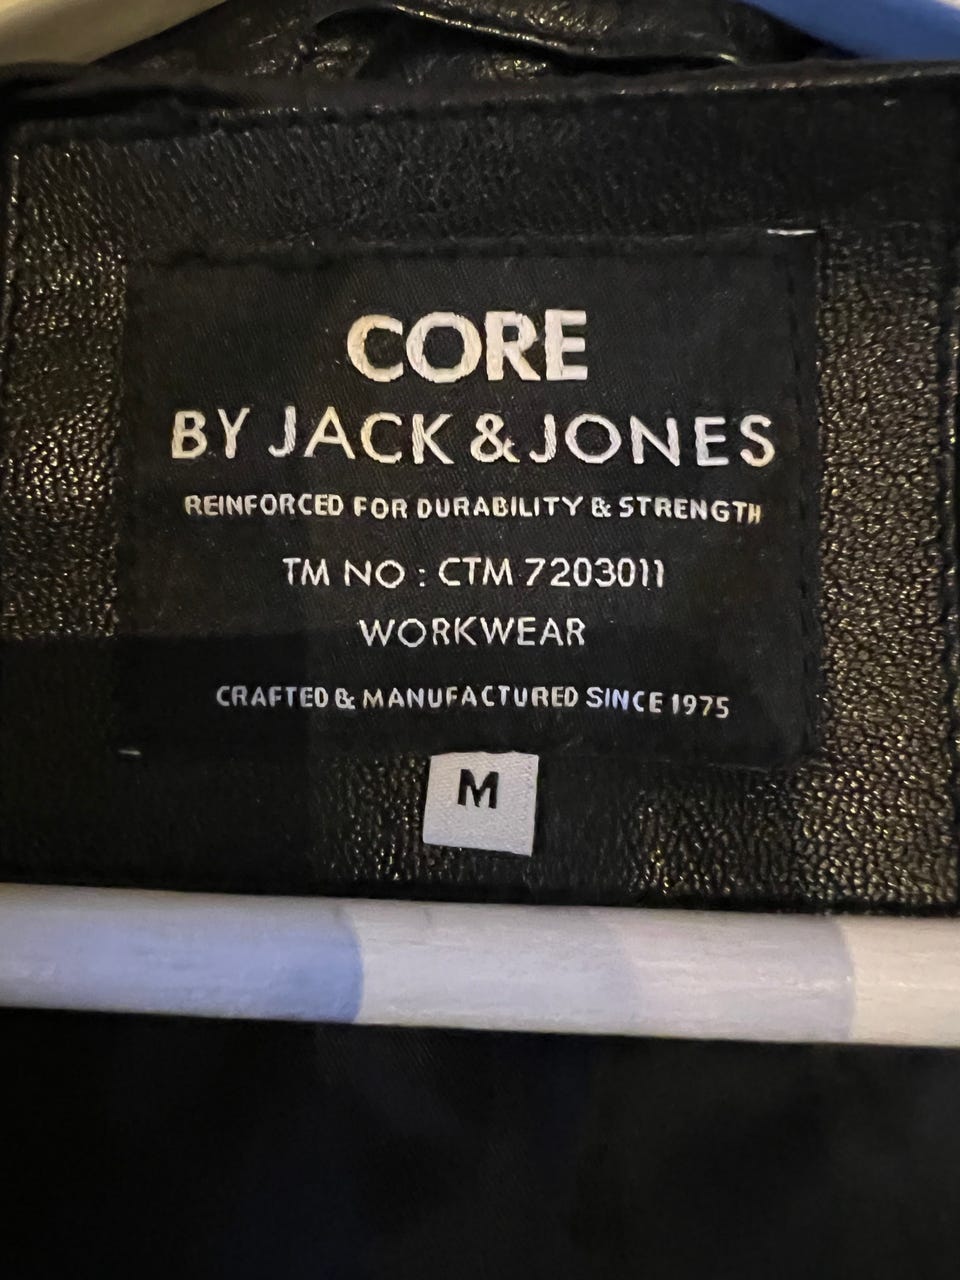 CORE
BY JACK & JONES
REINFORCED FOR DURABILITY & STRENGTH
TM NO : CTM 7203011
WORKWEAR
CRAFTED & MANUFACTURED SINCE 1975
M